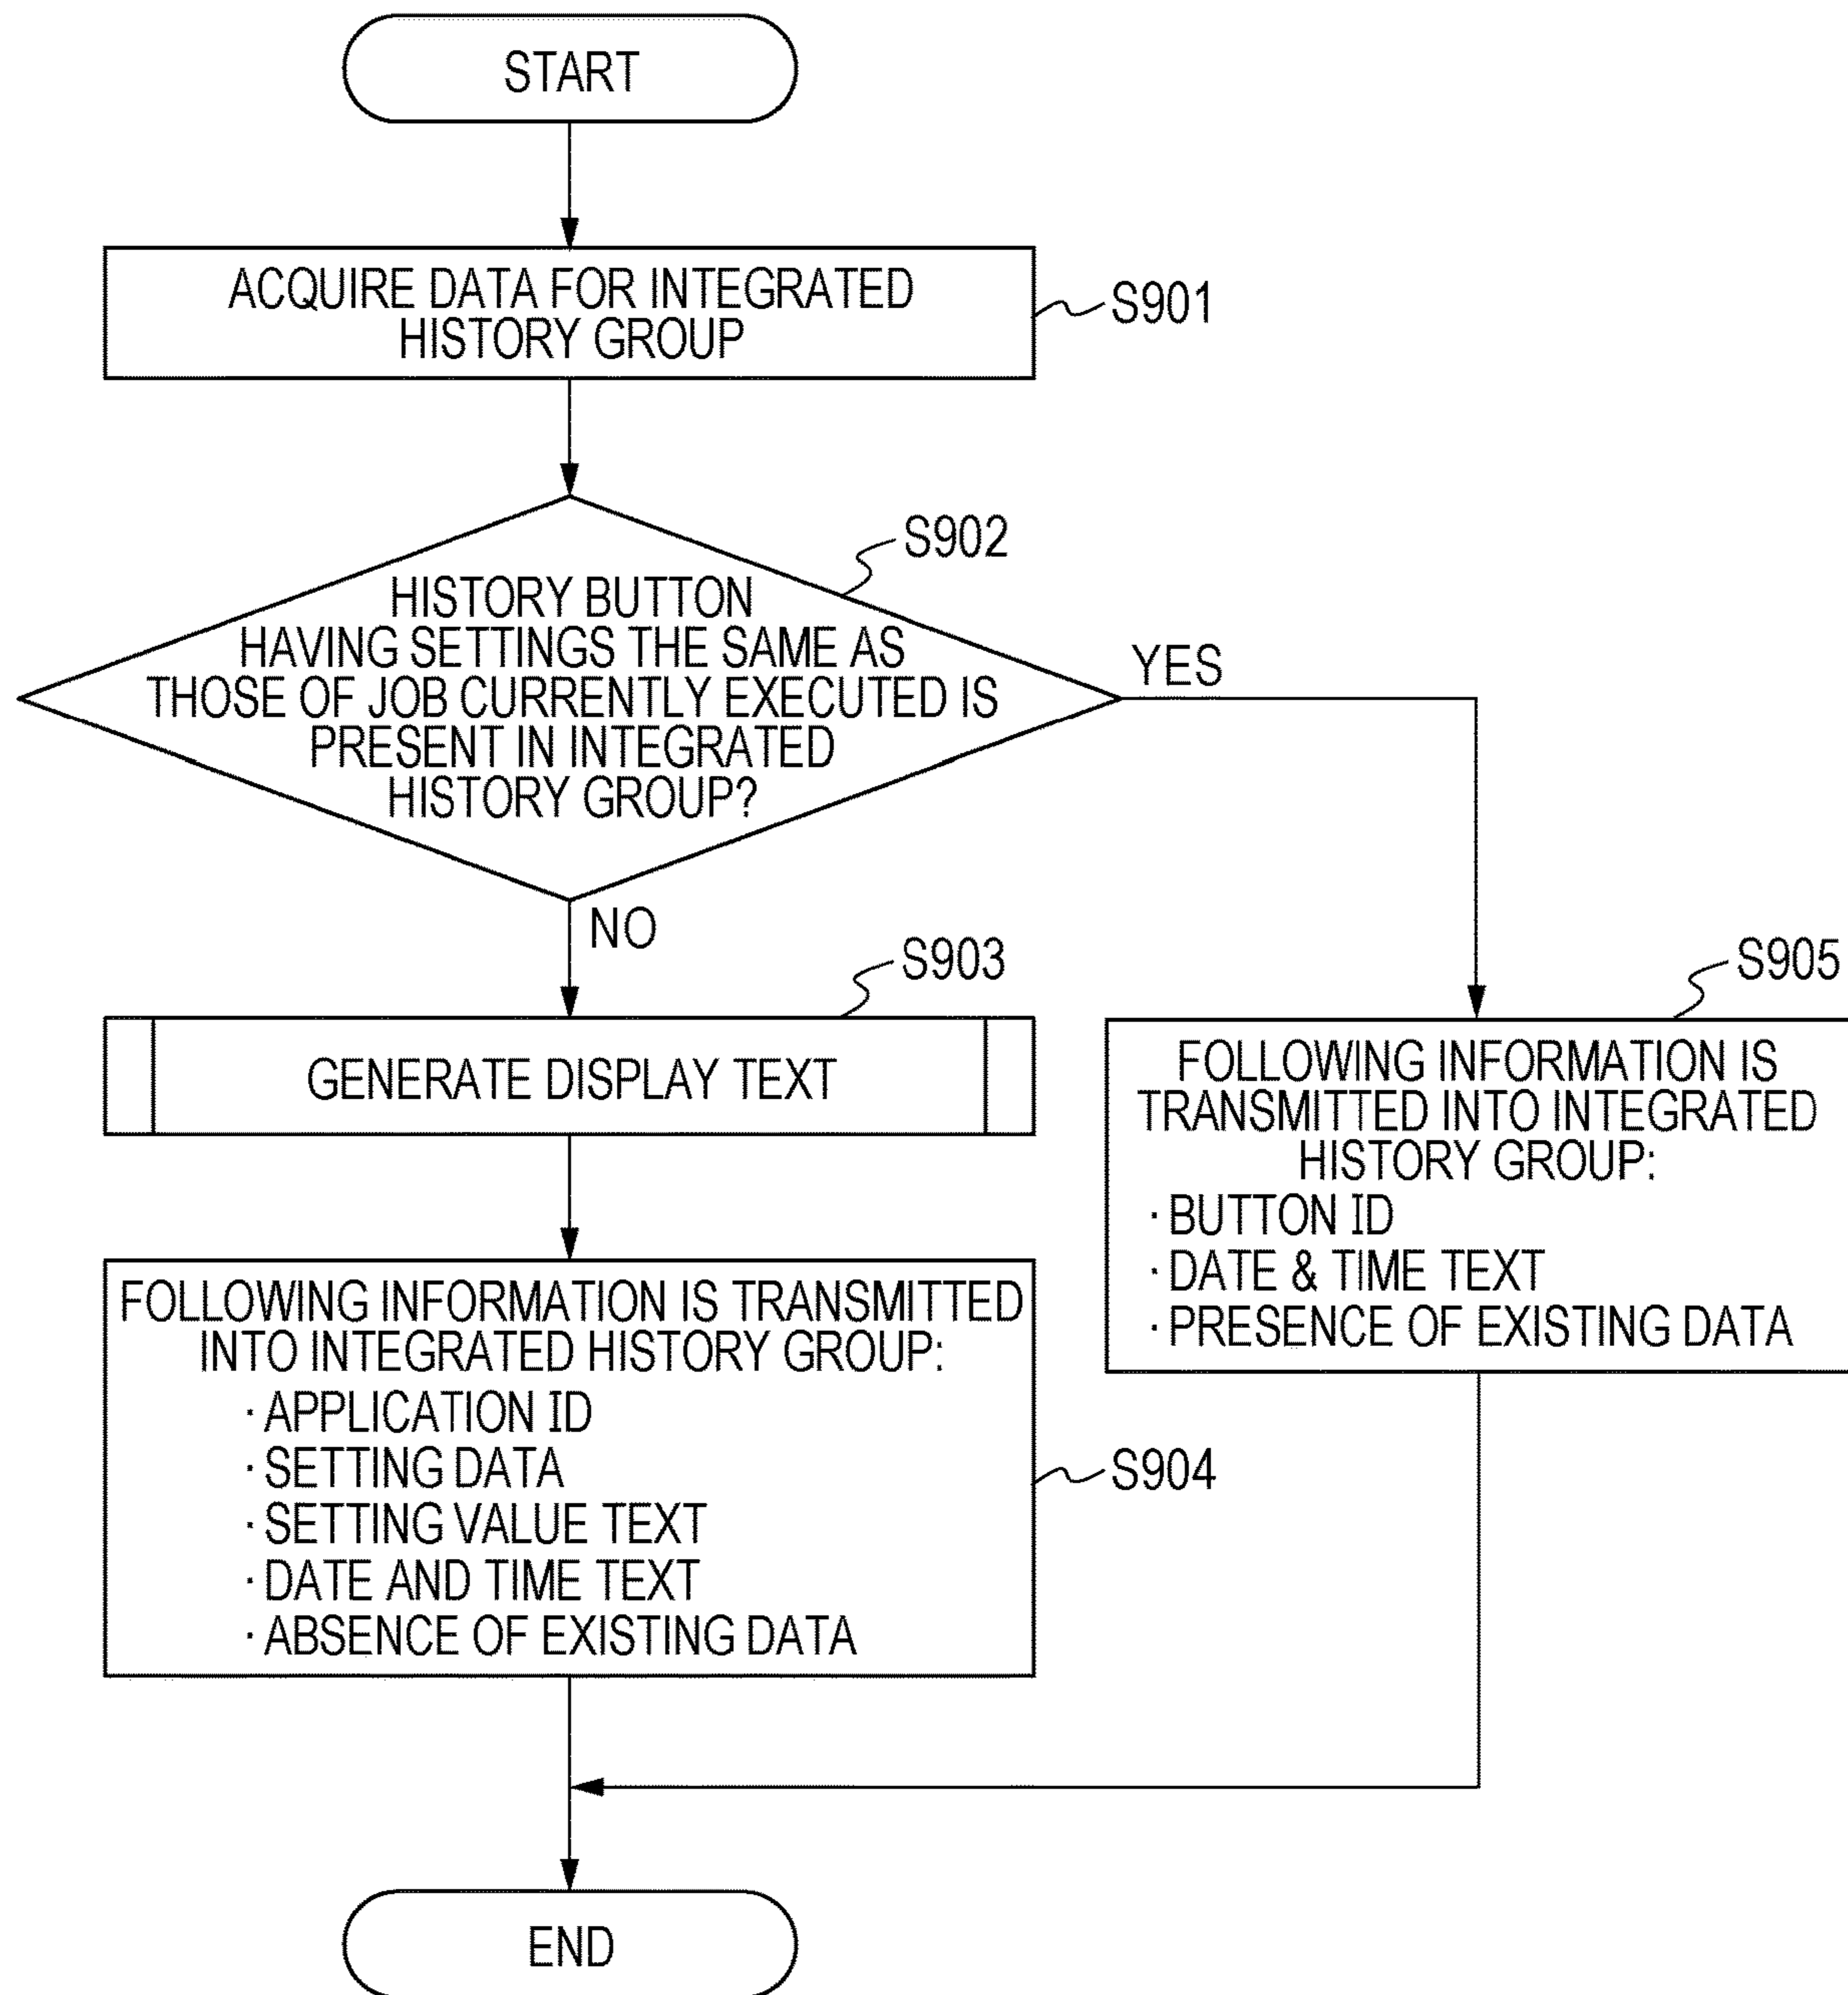 START
ACQUIRE DATA FOR INTEGRATED
HISTORY GROUP
S901
S902
HISTORY BUTTON
HAVING SETTINGS THE SAME AS
THOSE OF JOB CURRENTLY EXECUTED IS
PRESENT IN INTEGRATED
HISTORY GROUP?
YES
NO
S903
GENERATE DISPLAY TEXT
S905
FOLLOWING INFORMATION IS
TRANSMITTED INTO INTEGRATED
HISTORY GROUP:
· BUTTON ID
· DATE & TIME TEXT
· PRESENCE OF EXISTING DATA
FOLLOWING INFORMATION IS TRANSMITTED
INTO INTEGRATED HISTORY GROUP:
· APPLICATION ID
· SETTING DATA
· SETTING VALUE TEXT
· DATE AND TIME TEXT
· ABSENCE OF EXISTING DATA
S904
END